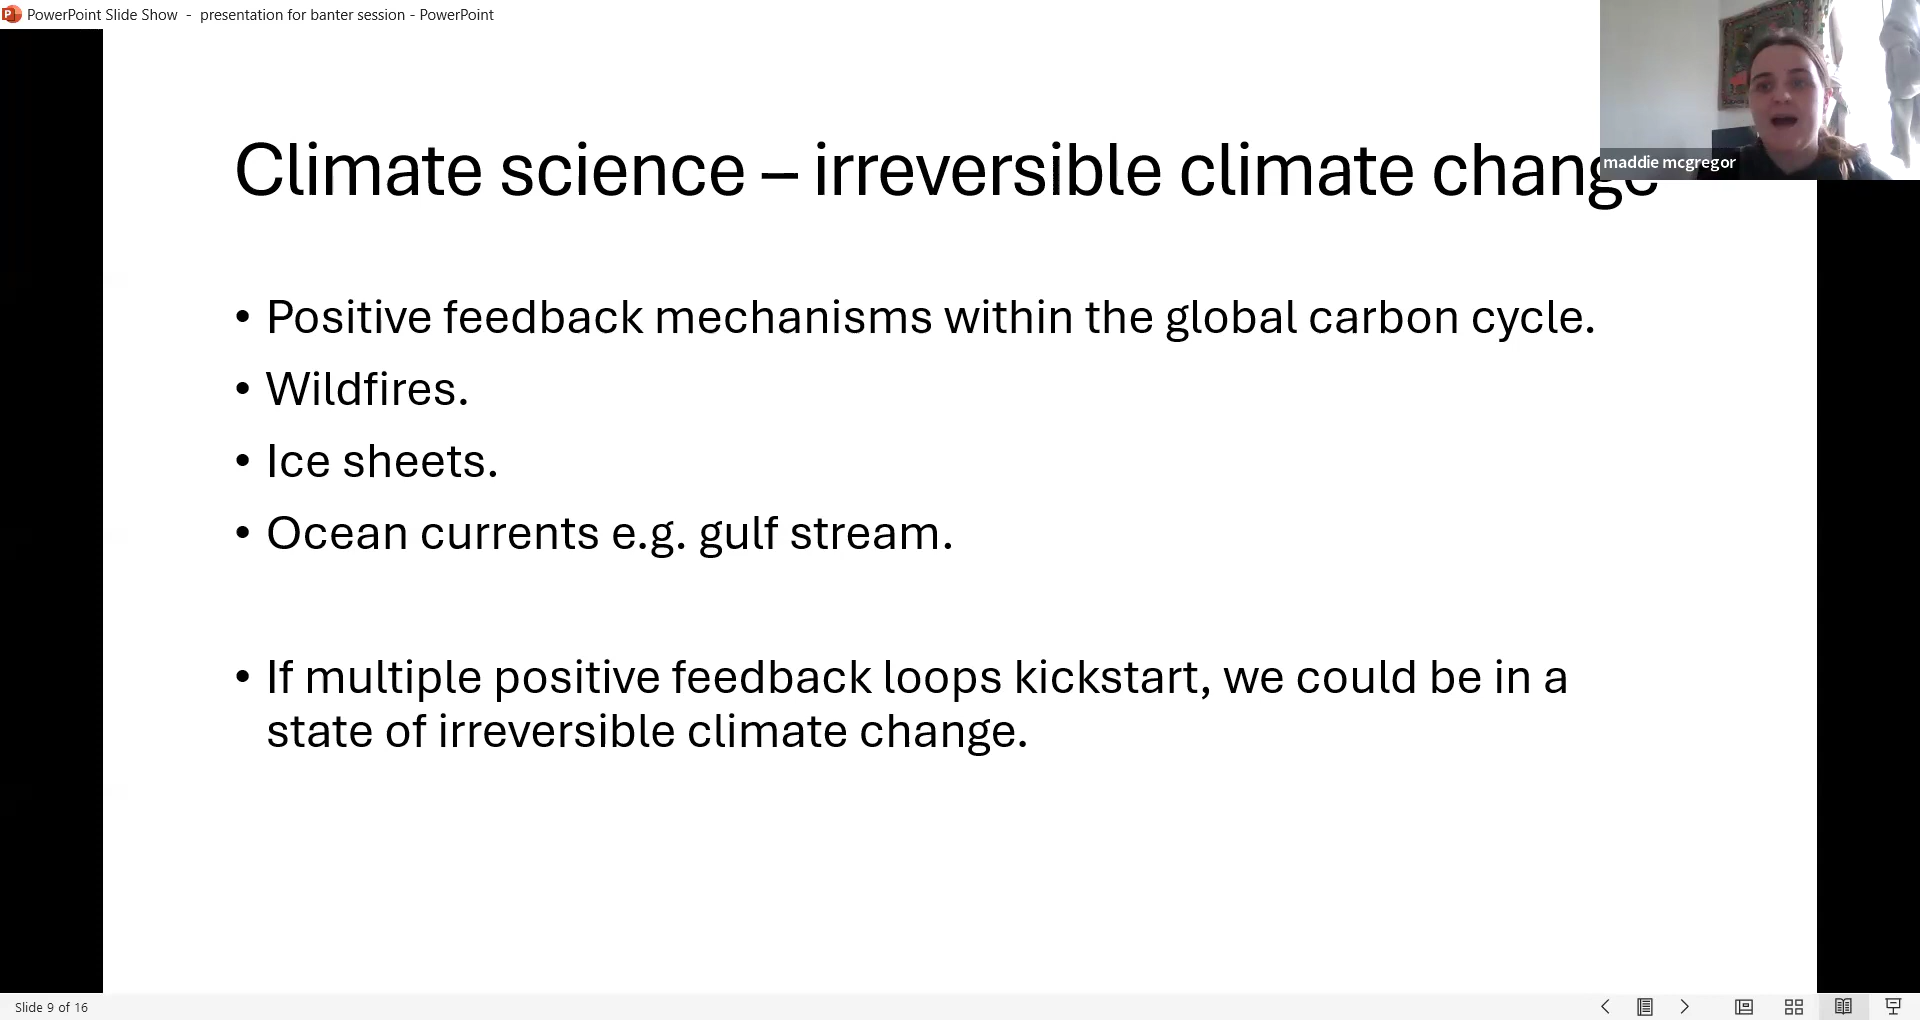 PowerPoint Slide Show - presentation for banter session - PowerPoint
maddie mcgregor
Climate science – irreversible climate change
• Positive feedback mechanisms within the global carbon cycle.
• Wildfires.
• Ice sheets.
• Ocean currents e.g. gulf stream.
• If multiple positive feedback loops kickstart, we could be in a
state of irreversible climate change.
Slide 9 of 16